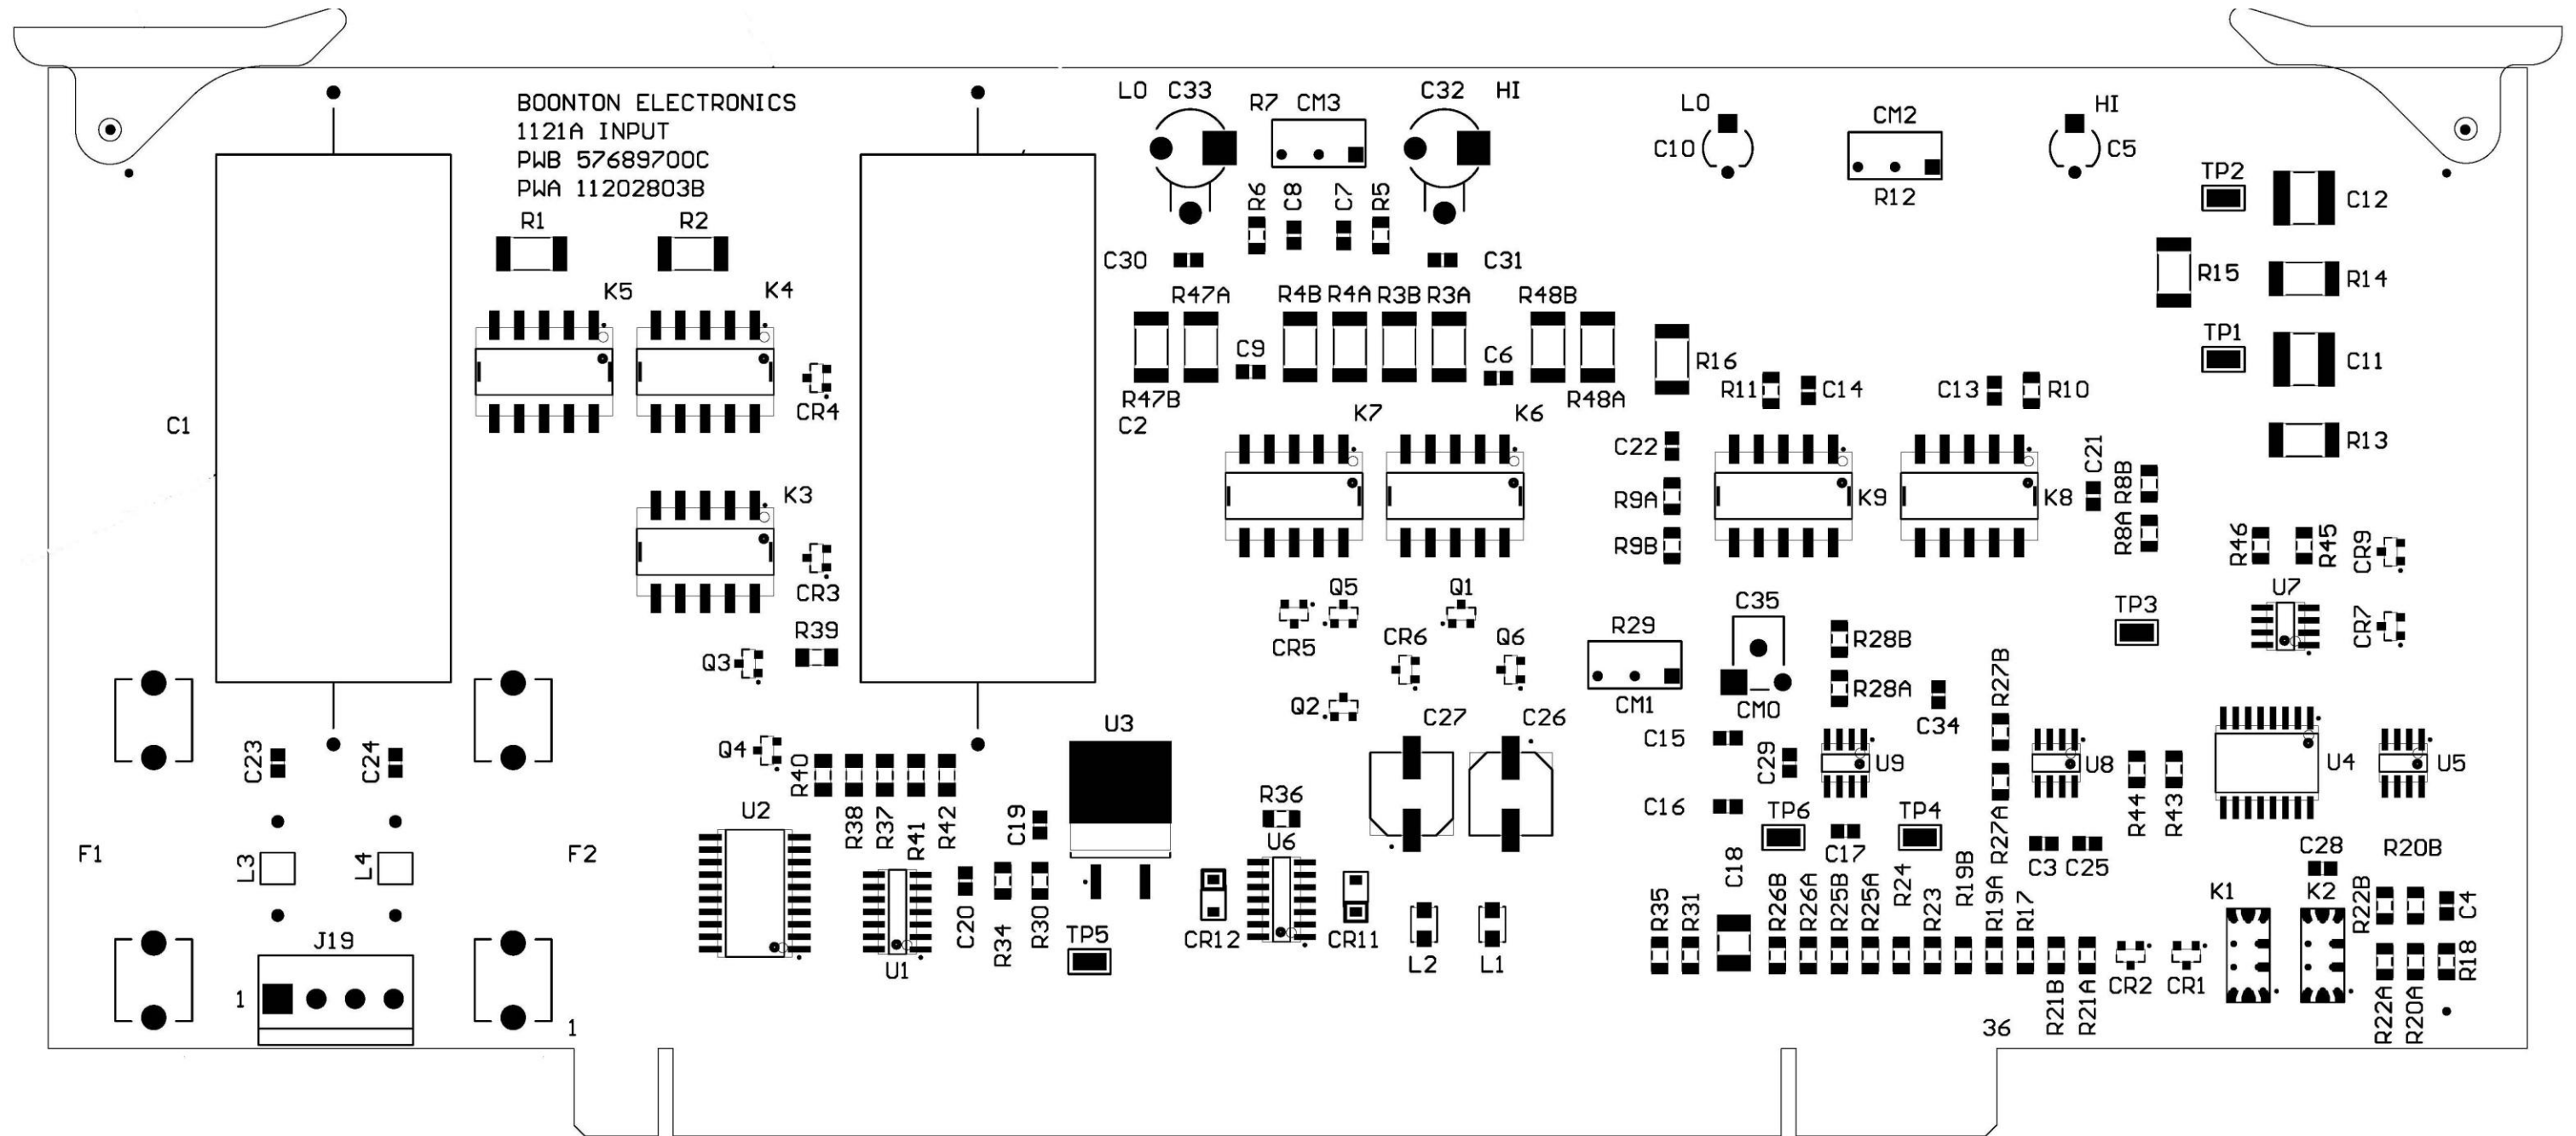 LO C33
R7 CM3
C32 HI
LO
CM2
HI
BOONTON ELECTRONICS
1121A INPUT
PWB 57689700C
PWA 11202803B
C10
C5
R12
TP2
C12
R6
C8
C7
R5
R1
R2
C30
C31
R15
R14
K5
K4
R47A
R4B
R4A
R3B
R3A
R48B
TP1
C9
C6
R16
C11
CR4
R47B
R48A
R11
C14
C13
R10
C1
C2
K7
K6
C22
C21
R8B
R13
K3
R9A
K9
K8
R8A
R9B
R46
R45
CR9
CR3
Q5
Q1
C35
TP3
U7
R39
CR5
CR6
Q6
R29
R28B
CR7
Q3
R28A
R27B
Q2
CM1
CM0
C34
U3
C27
C26
C23
C24
Q4
R40
C15
C29
U9
U8
U4
U5
U2
R38
R37
R41
R42
C19
R36
C16
TP6
TP4
R27A
R44
R43
U6
F1
L3
L4
F2
C18
C17
C3
C25
C28
R20B
C20
R34
R30
CR12
CR11
R35
R31
R26B
R26A
R25B
R25A
R24
R23
R19B
R19A
R17
K1
K2
R22B
C4
J19
TP5
U1
L2
L1
CR2
CR1
R18
1
R21B
R21A
R22A
R20A
1
36